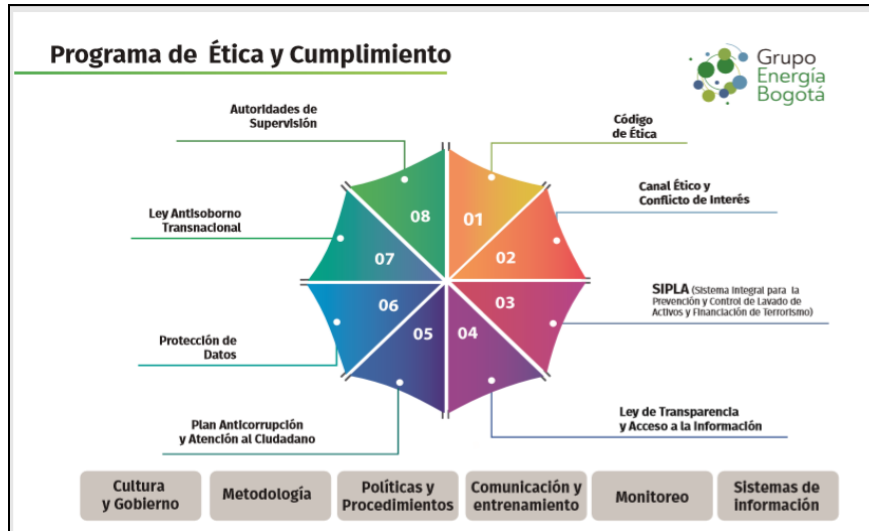 Programa de Ética y Cumplimiento
Grupo
Energía
Bogotá
Autoridades de
Supervisión
Código
de Ética
Canal Ético y
Conflicto de Interés
Ley Antisoborno
Transnacional
08
01
07
02
06
03
05
04
SIPLA (Sistema Integral para la
Prevención y Control de Lavado de
Activos y Financiación de Terrorismo)
Protección de
Datos
Plan Anticorrupción
y Atención al Ciudadano
Ley de Transparencia
y Acceso a la Información
Cultura
y Gobierno
Metodología
Políticas y
Procedimientos
Comunicación y
entrenamiento
Monitoreo
Sistemas de
información